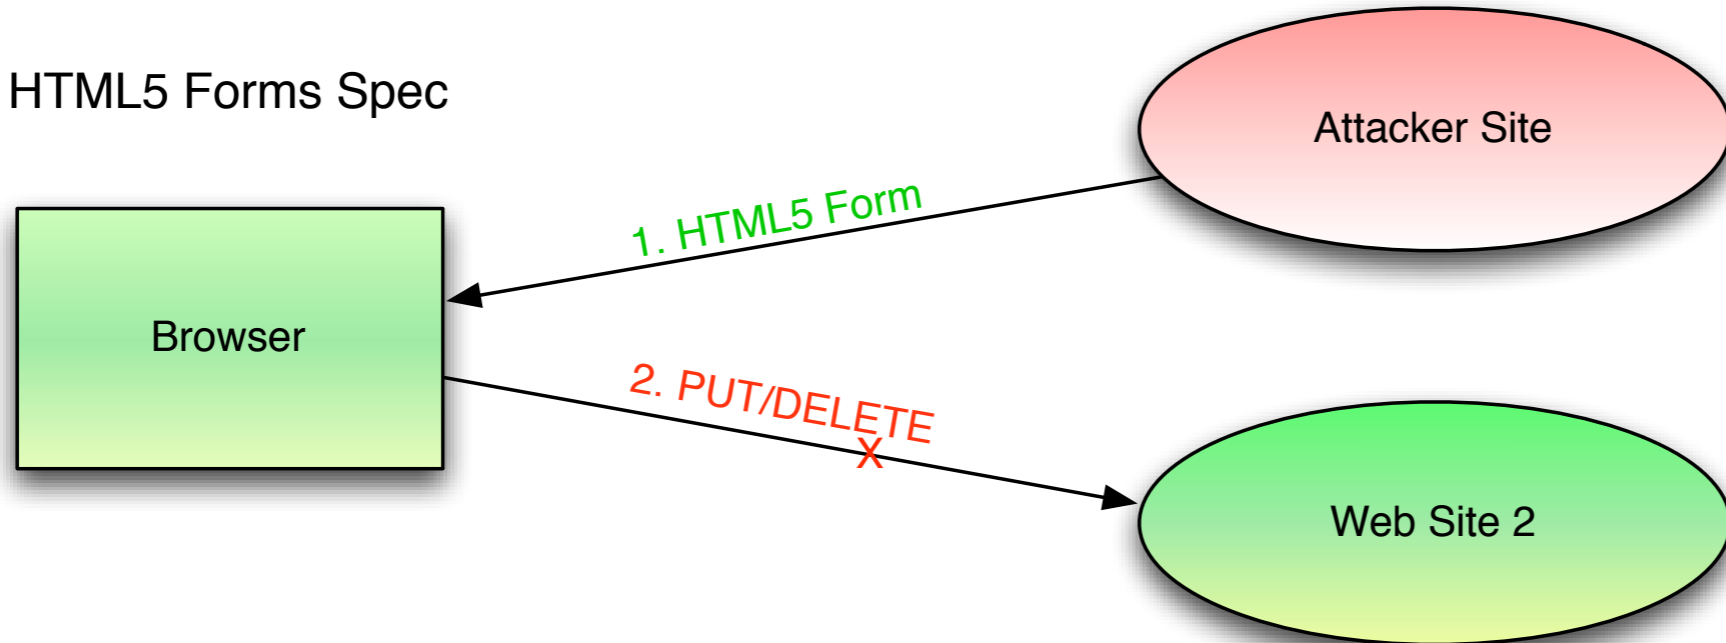 HTML5 Forms Spec
Attacker Site
1. HTML5 Form
Browser
2. PUT/DELETE
X
Web Site 2